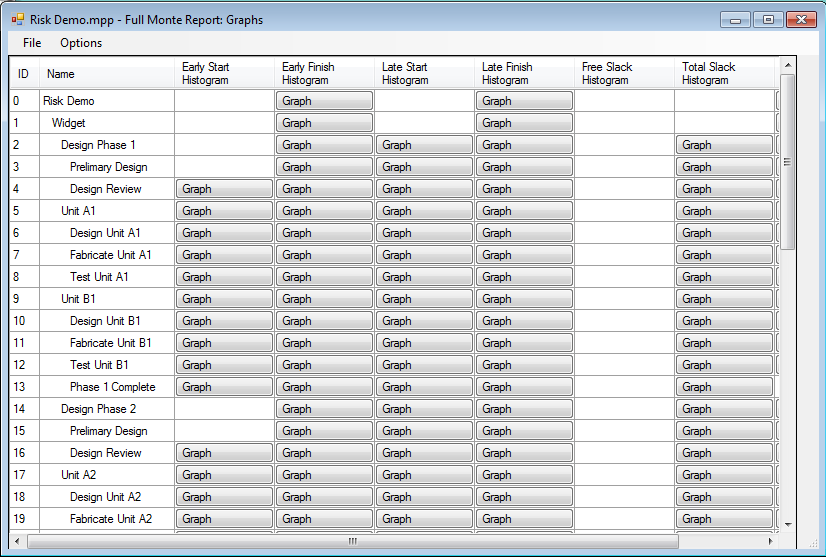 Risk Demo.mpp - Full Monte Report: Graphs
File Options
ID Name Early Start Histogram Early Finish Histogram Late Start Histogram Late Finish Histogram Free Slack Histogram Total Slack Histogram
0 Risk Demo Graph Graph
1 Widget Graph Graph
2 Design Phase 1 Graph Graph Graph Graph
3 Prelimary Design Graph Graph Graph Graph
4 Design Review Graph Graph Graph Graph Graph
5 Unit A1 Graph Graph Graph Graph Graph
6 Design Unit A1 Graph Graph Graph Graph Graph
7 Fabricate Unit A1 Graph Graph Graph Graph Graph
8 Test Unit A1 Graph Graph Graph Graph Graph
9 Unit B1 Graph Graph Graph Graph Graph
10 Design Unit B1 Graph Graph Graph Graph Graph
11 Fabricate Unit B1 Graph Graph Graph Graph Graph
12 Test Unit B1 Graph Graph Graph Graph Graph
13 Phase 1 Complete Graph Graph Graph Graph Graph
14 Design Phase 2 Graph Graph Graph Graph
15 Prelimary Design Graph Graph Graph Graph
16 Design Review Graph Graph Graph Graph Graph
17 Unit A2 Graph Graph Graph Graph Graph
18 Design Unit A2 Graph Graph Graph Graph Graph
19 Fabricate Unit A2 Graph Graph Graph Graph Graph